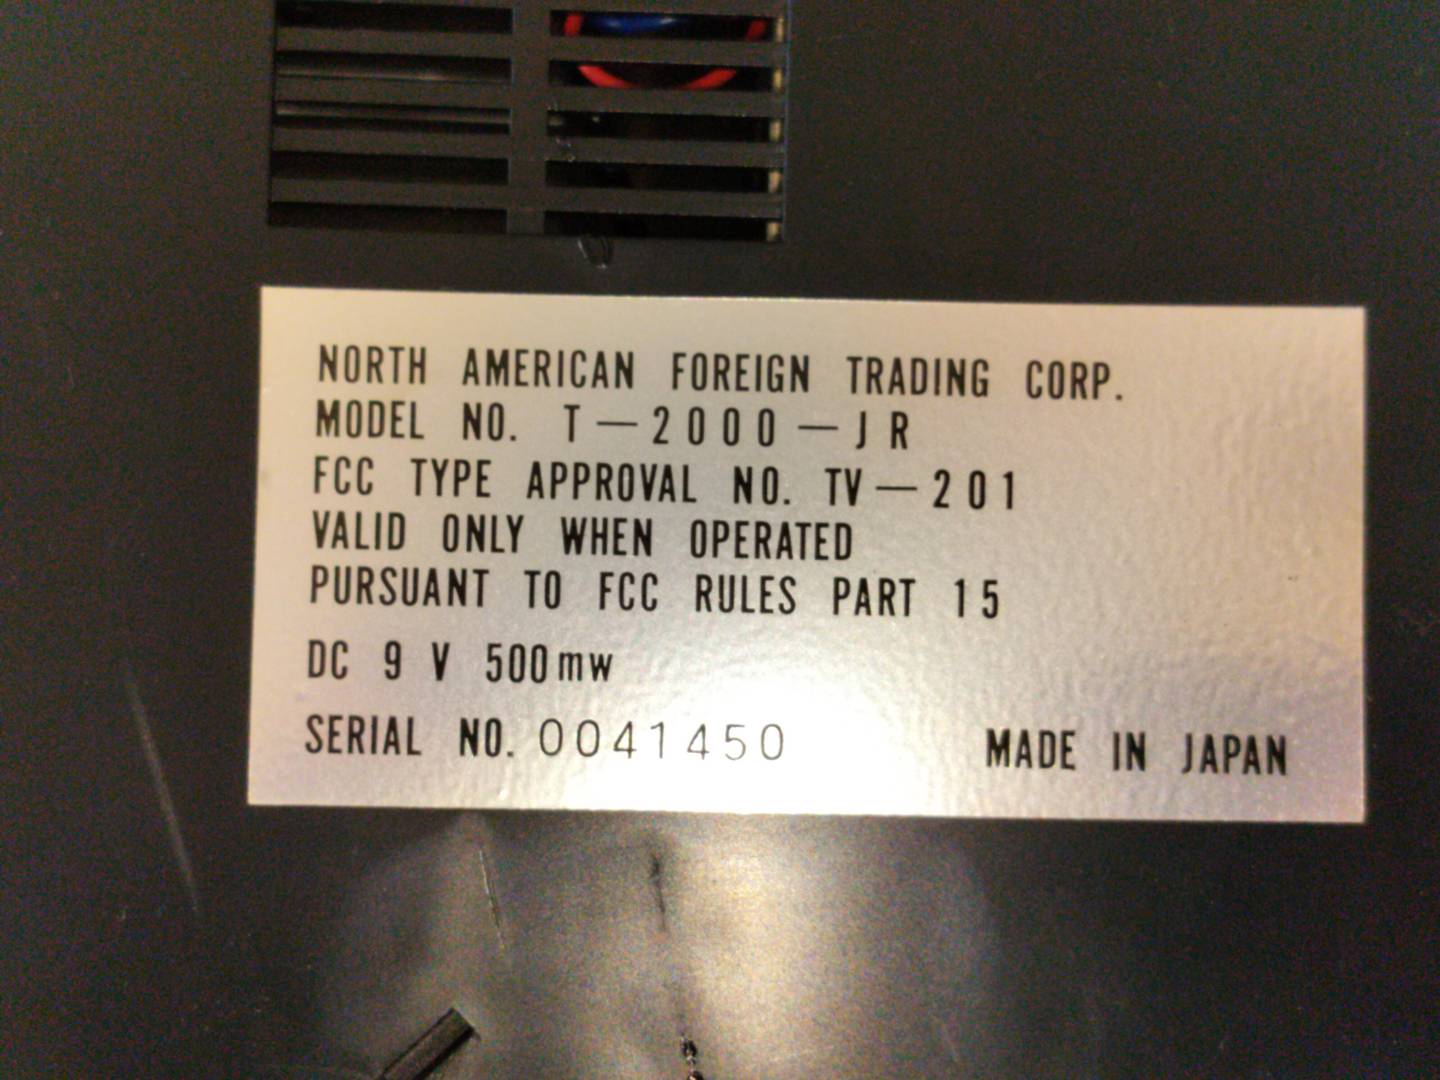 NORTH AMERICAN FOREIGN TRADING CORP.
MODEL NO. T-2000-JR
FCC TYPE APPROVAL NO. TV-201
VALID ONLY WHEN OPERATED
PURSUANT TO FCC RULES PART 15
DC 9 V 500mw
SERIAL NO. 0041450 MADE IN JAPAN